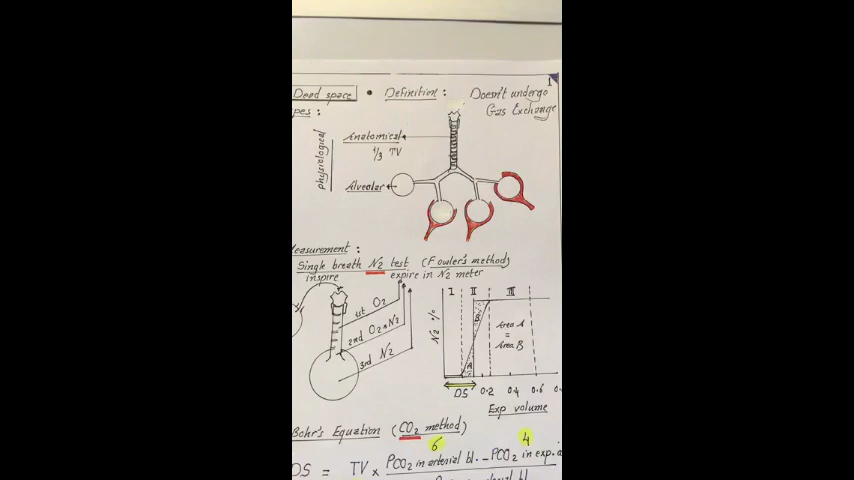 1
Dead space • Definition : Doesn't undergo
pes : Gas Exchange
physiological
Anatomical
1/3 TV
Alveolar
easurement :
Single breath N2 test (Fowler's method)
inspire expire in N2 meter
1st O2
2nd O2 + N2
3rd N2
I II III
N2 %
B
A
Area A
=
Area B
DS 0.2 0.4 0.6 0.
Exp volume
Bohr's Equation (CO2 method)
6 4
DS = TV x PCO2 in arterial bl. - PCO2 in exp. a